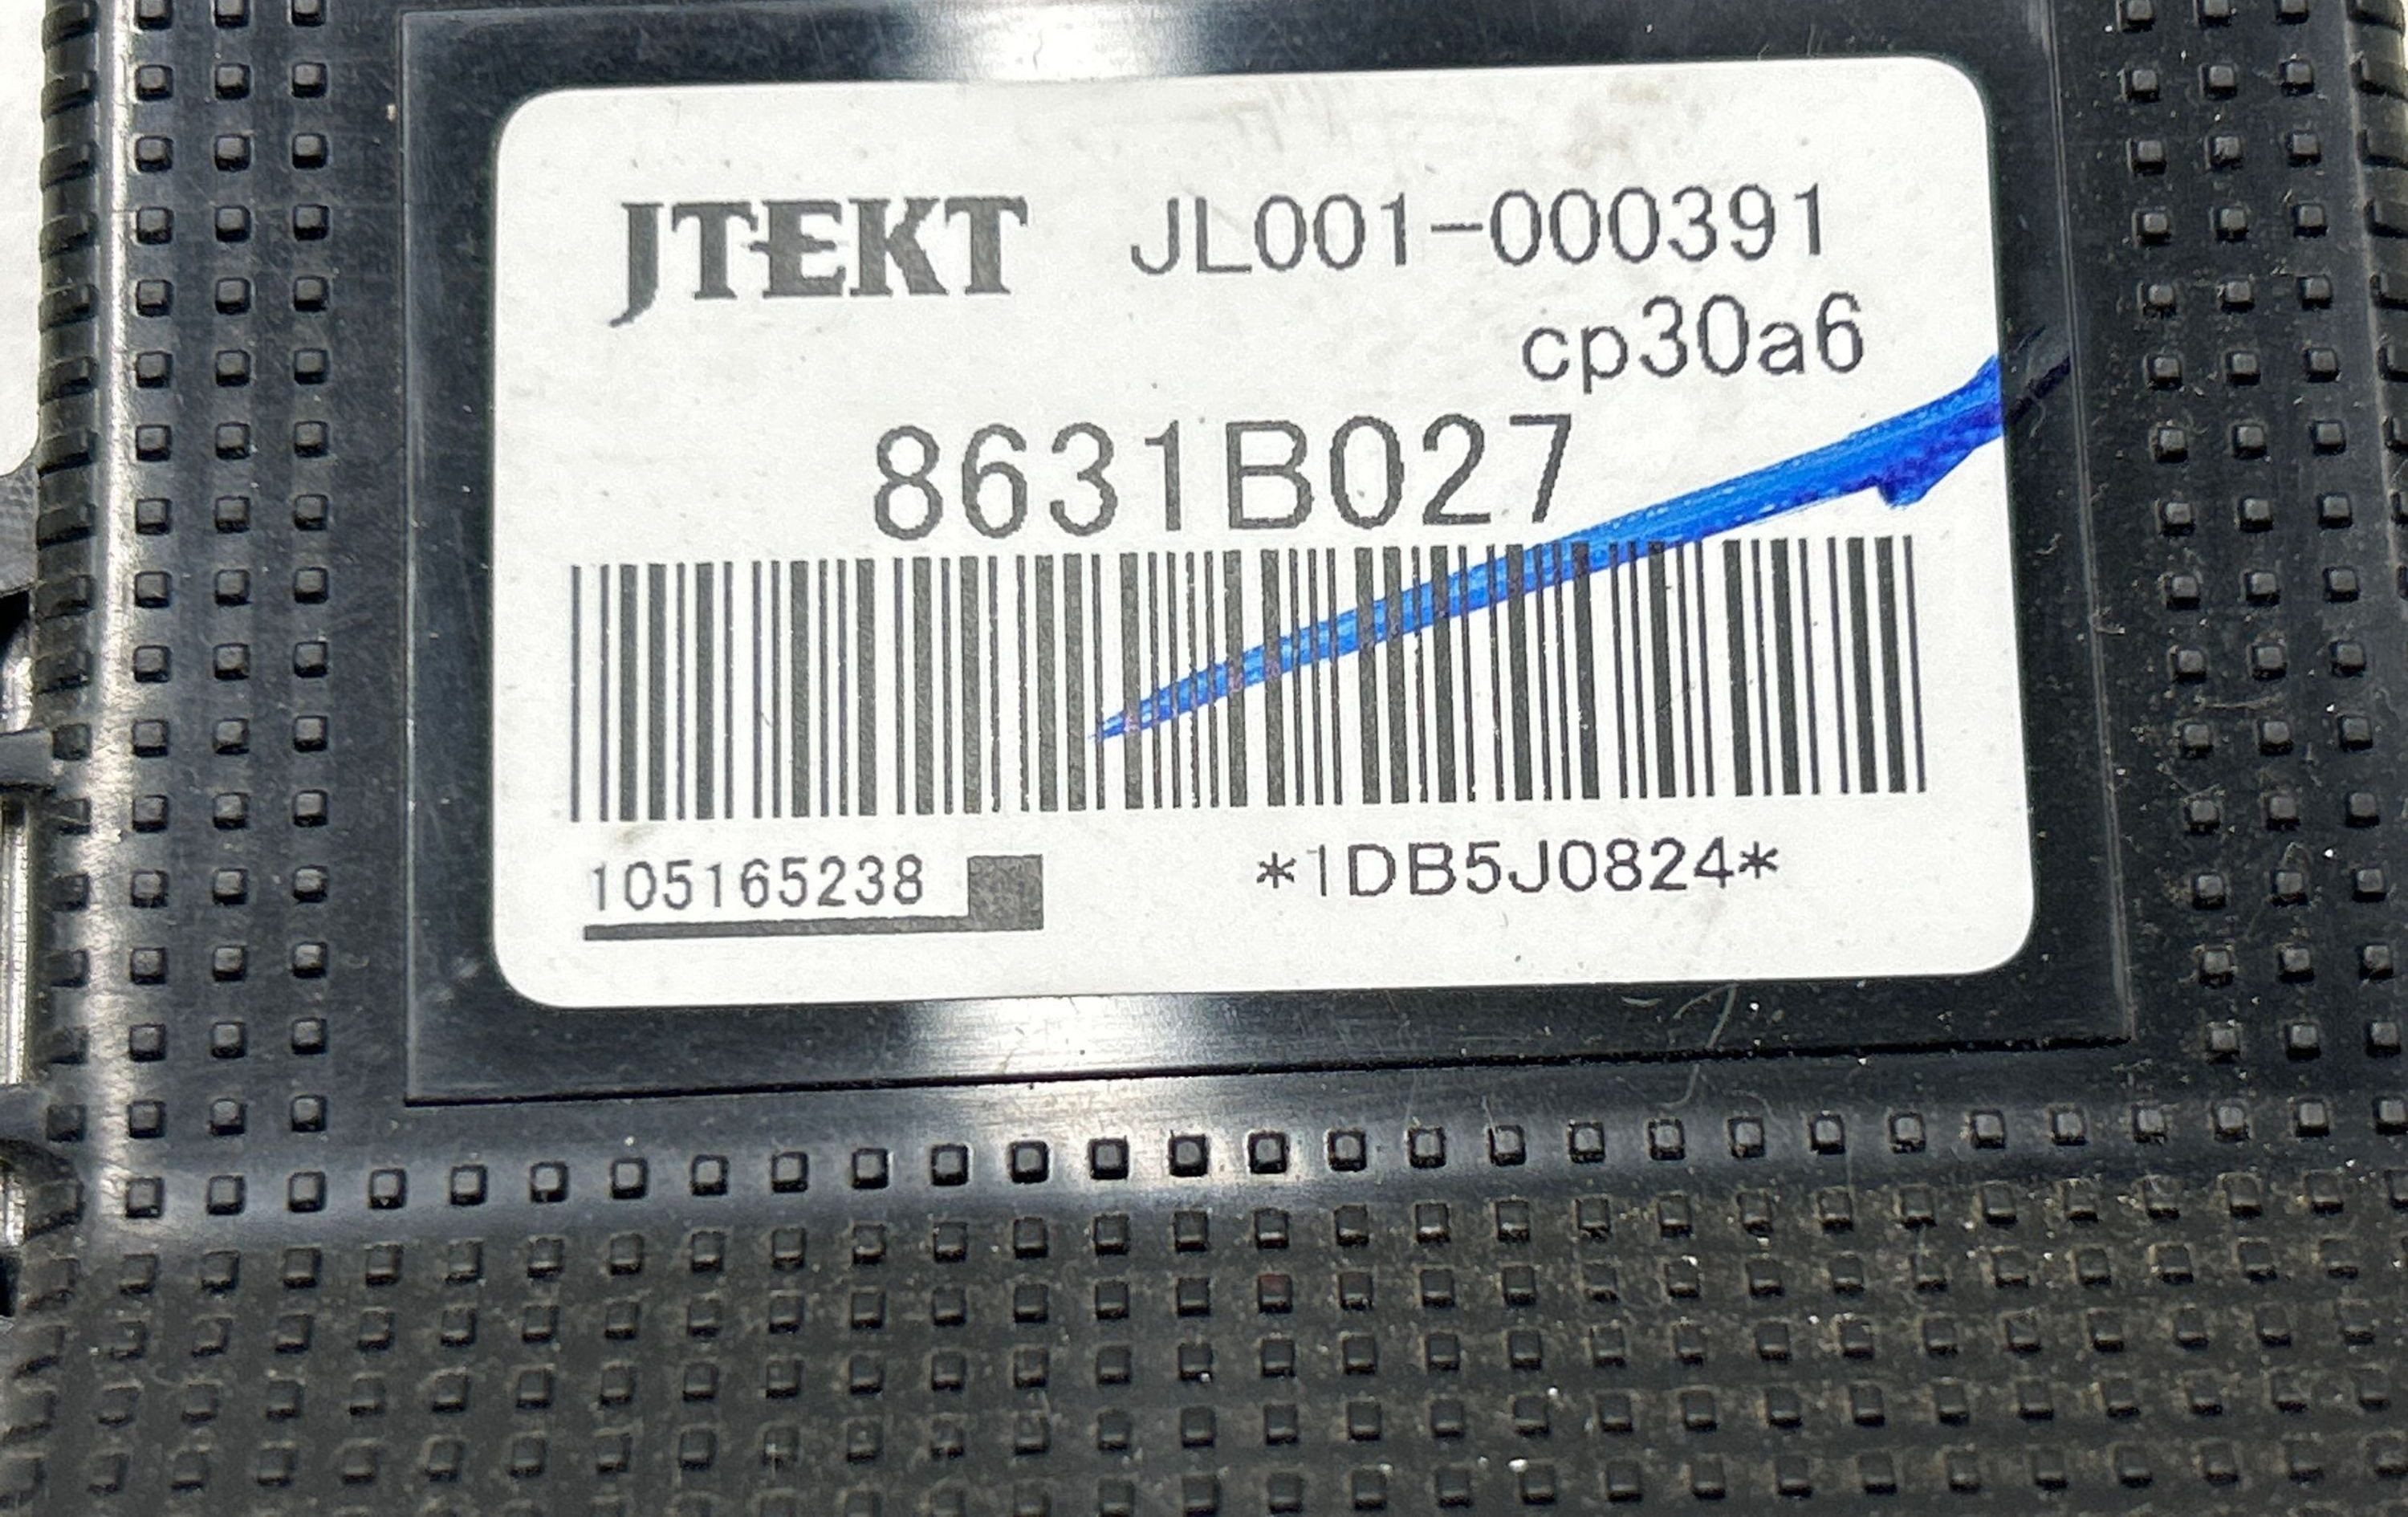 JTEKT JL001-000391
cp30a6
8631B027
105165238 *1DB5J0824*